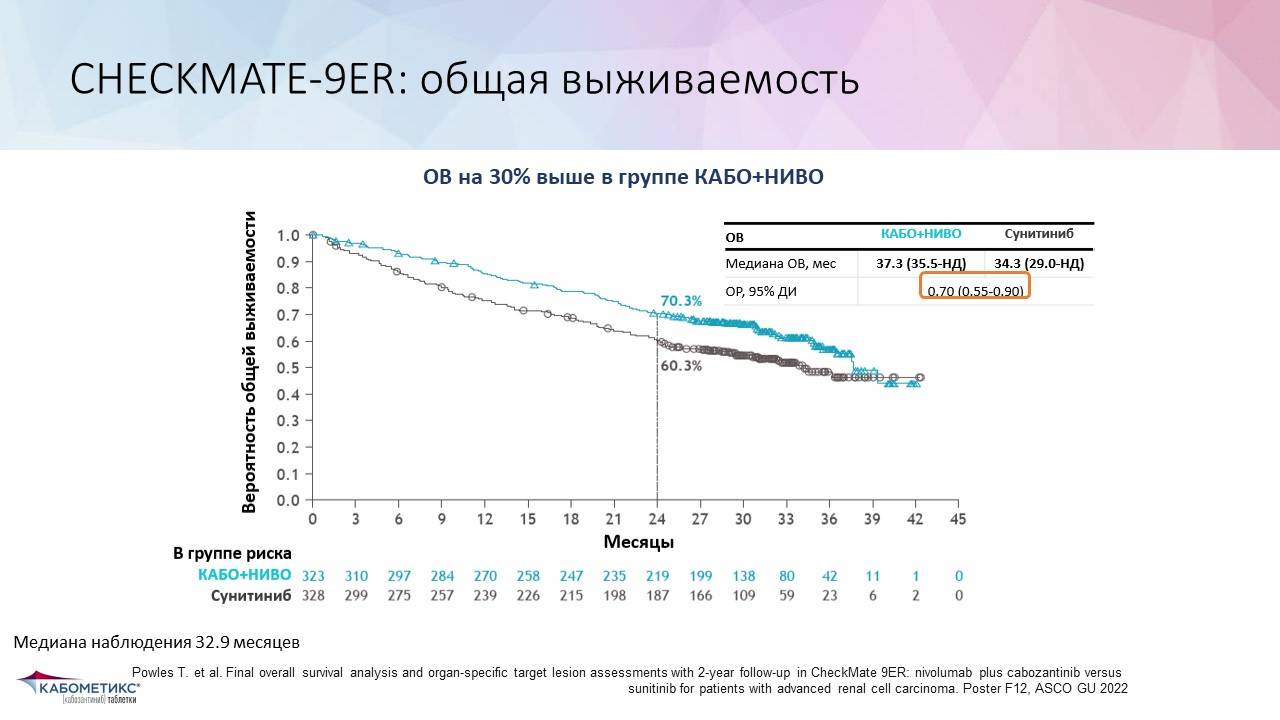 CHECKMATE-9ER: общая выживаемость
ОВ на 30% выше в группе КАБО+НИВО
Вероятность общей выживаемости
1.0
0.9
0.8
0.7
0.6
0.5
0.4
0.3
0.2
0.1
0.0
ОВ КАБО+НИВО Сунитиниб
Медиана ОВ, мес 37.3 (35.5-НД) 34.3 (29.0-НД)
ОР, 95% ДИ 0.70 (0.55-0.90)
70.3%
60.3%
0 3 6 9 12 15 18 21 24 27 30 33 36 39 42 45
Месяцы
В группе риска
КАБО+НИВО 323 310 297 284 270 258 247 235 219 199 138 80 42 11 1 0
Сунитиниб 328 299 275 257 239 226 215 198 187 166 109 59 23 6 2 0
Медиана наблюдения 32.9 месяцев
КАБОМЕТИКС®
(кабозантиниб) таблетки
Powles T. et al. Final overall survival analysis and organ-specific target lesion assessments with 2-year follow-up in CheckMate 9ER: nivolumab plus cabozantinib versus
sunitinib for patients with advanced renal cell carcinoma. Poster F12, ASCO GU 2022